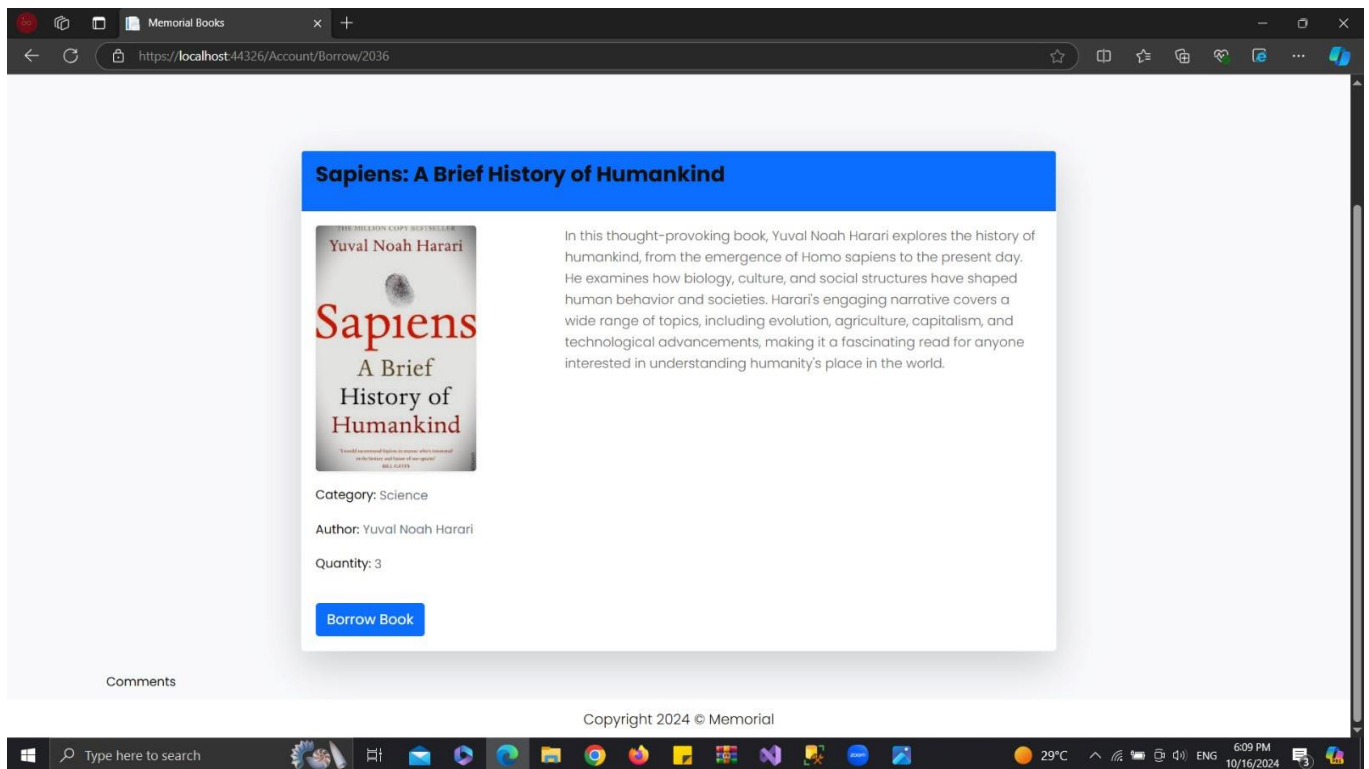 Memorial Books
https://localhost:44326/Account/Borrow/2036
Sapiens: A Brief History of Humankind
THE MILLION COPY BESTSELLER
Yuval Noah Harari
Sapiens
A Brief
History of
Humankind
BILL GATES
In this thought-provoking book, Yuval Noah Harari explores the history of
humankind, from the emergence of Homo sapiens to the present day.
He examines how biology, culture, and social structures have shaped
human behavior and societies. Harari's engaging narrative covers a
wide range of topics, including evolution, agriculture, capitalism, and
technological advancements, making it a fascinating read for anyone
interested in understanding humanity's place in the world.
Category: Science
Author: Yuval Noah Harari
Quantity: 3
Borrow Book
Comments
Copyright 2024 © Memorial
Type here to search
zoom
29°C
ENG
6:09 PM
10/16/2024
3